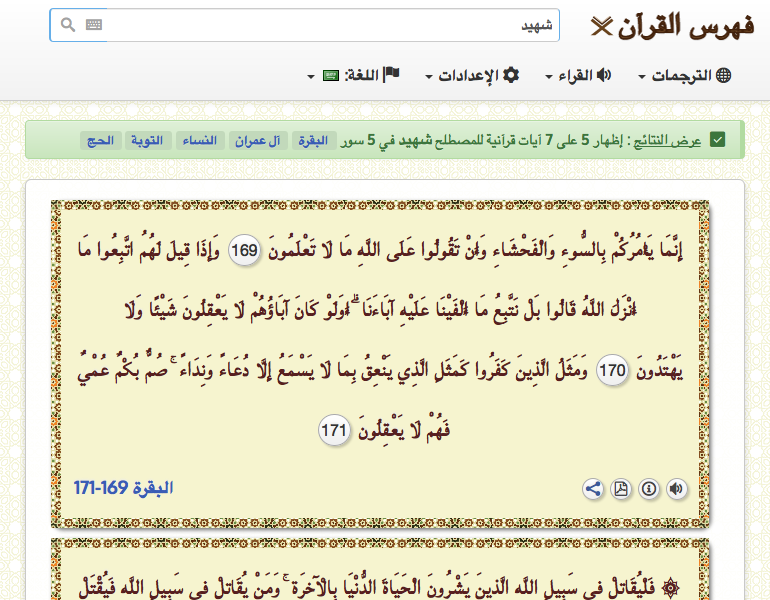 فهرس القرآن
شهيد
الترجمات
القراء
الإعدادات
اللغة:
عرض النتائج : إظهار 5 على 7 آيات قرآنية للمصطلح شهيد في 5 سور البقرة آل عمران النساء التوبة الحج
إِنَّمَا يَأْمُرُكُمْ بِالسُّوءِ وَالْفَحْشَاءِ وَأَنْ تَقُولُوا عَلَى اللَّهِ مَا لَا تَعْلَمُونَ 169 وَإِذَا قِيلَ لَهُمُ اتَّبِعُوا مَا
أَنْزَلَ اللَّهُ قَالُوا بَلْ نَتَّبِعُ مَا أَلْفَيْنَا عَلَيْهِ آبَاءَنَا ۗ أَوَلَوْ كَانَ آبَاؤُهُمْ لَا يَعْقِلُونَ شَيْئًا وَلَا
يَهْتَدُونَ 170 وَمَثَلُ الَّذِينَ كَفَرُوا كَمَثَلِ الَّذِي يَنْعِقُ بِمَا لَا يَسْمَعُ إِلَّا دُعَاءً وَنِدَاءً ۚ صُمٌّ بُكْمٌ عُمْيٌ
فَهُمْ لَا يَعْقِلُونَ 171
البقرة 169-171
۞ فَلْيُقَاتِلْ فِي سَبِيلِ اللَّهِ الَّذِينَ يَشْرُونَ الْحَيَاةَ الدُّنْيَا بِالْآخِرَةِ ۚ وَمَنْ يُقَاتِلْ فِي سَبِيلِ اللَّهِ فَيُقْتَلْ